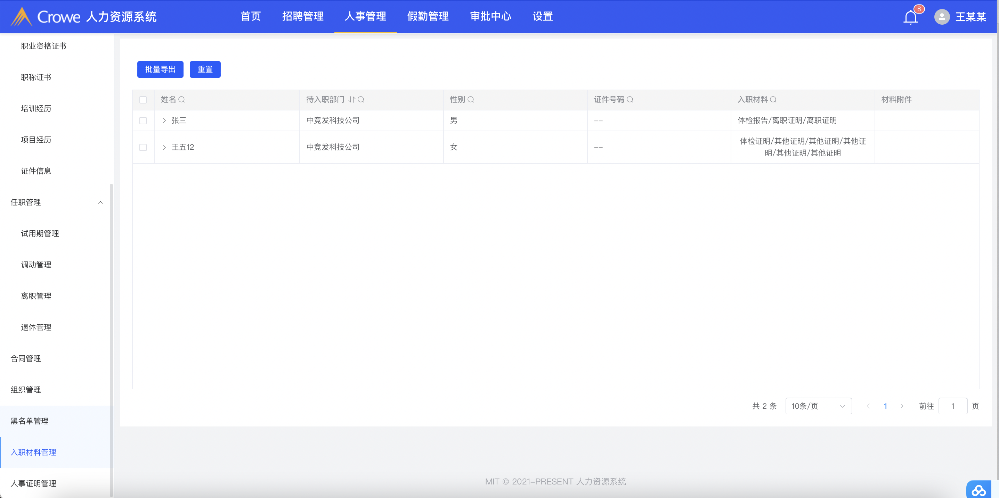 Crowe 人力资源系统
首页 招聘管理 人事管理 假勤管理 审批中心 设置
8
王某某
职业资格证书
职称证书
培训经历
项目经历
证件信息
任职管理
试用期管理
调动管理
离职管理
退休管理
合同管理
组织管理
黑名单管理
入职材料管理
人事证明管理
批量导出 重置
姓名 待入职部门 性别 证件号码 入职材料 材料附件
张三 中竞发科技公司 男 -- 体检报告/离职证明/离职证明
王五12 中竞发科技公司 女 -- 体检证明/其他证明/其他证明/其他证
明/其他证明/其他证明
共 2 条 10条/页 1 前往 1 页
MIT © 2021-PRESENT 人力资源系统